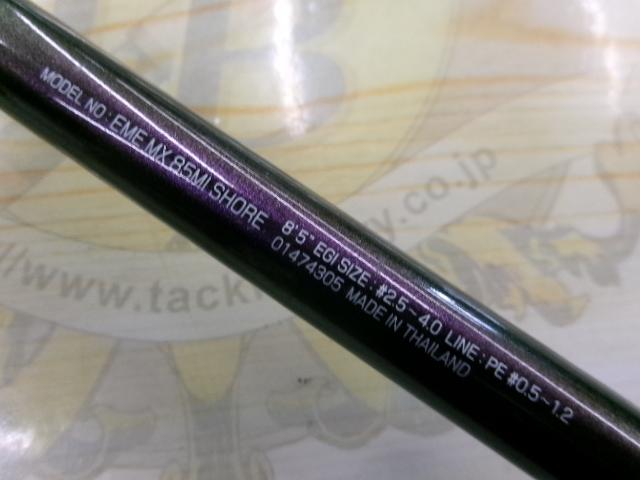 MODEL NO : EME MX 85MI SHORE 8'5" EGI SIZE : #2.5~4.0 LINE : PE #0.5~1.2
01474305 MADE IN THAILAND